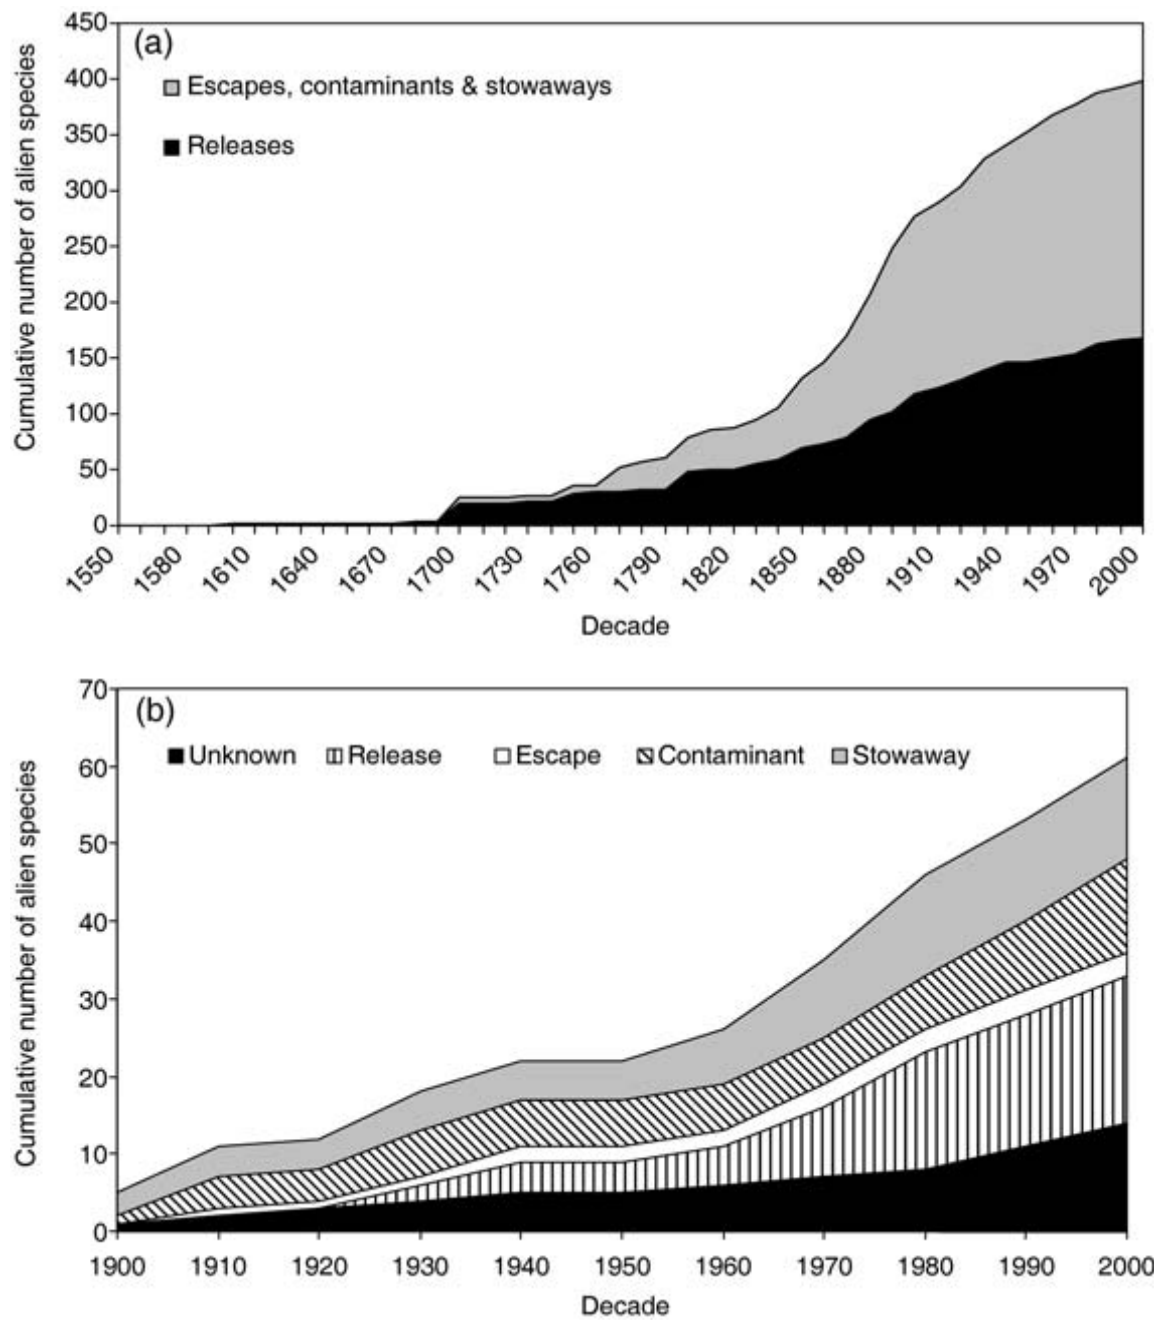 (a)
Escapes, contaminants & stowaways
Releases
Cumulative number of alien species
450
400
350
300
250
200
150
100
50
0
1550 1580 1610 1640 1670 1700 1730 1760 1790 1820 1850 1880 1910 1940 1970 2000
Decade
(b)
Unknown Release Escape Contaminant Stowaway
Cumulative number of alien species
70
60
50
40
30
20
10
0
1900 1910 1920 1930 1940 1950 1960 1970 1980 1990 2000
Decade